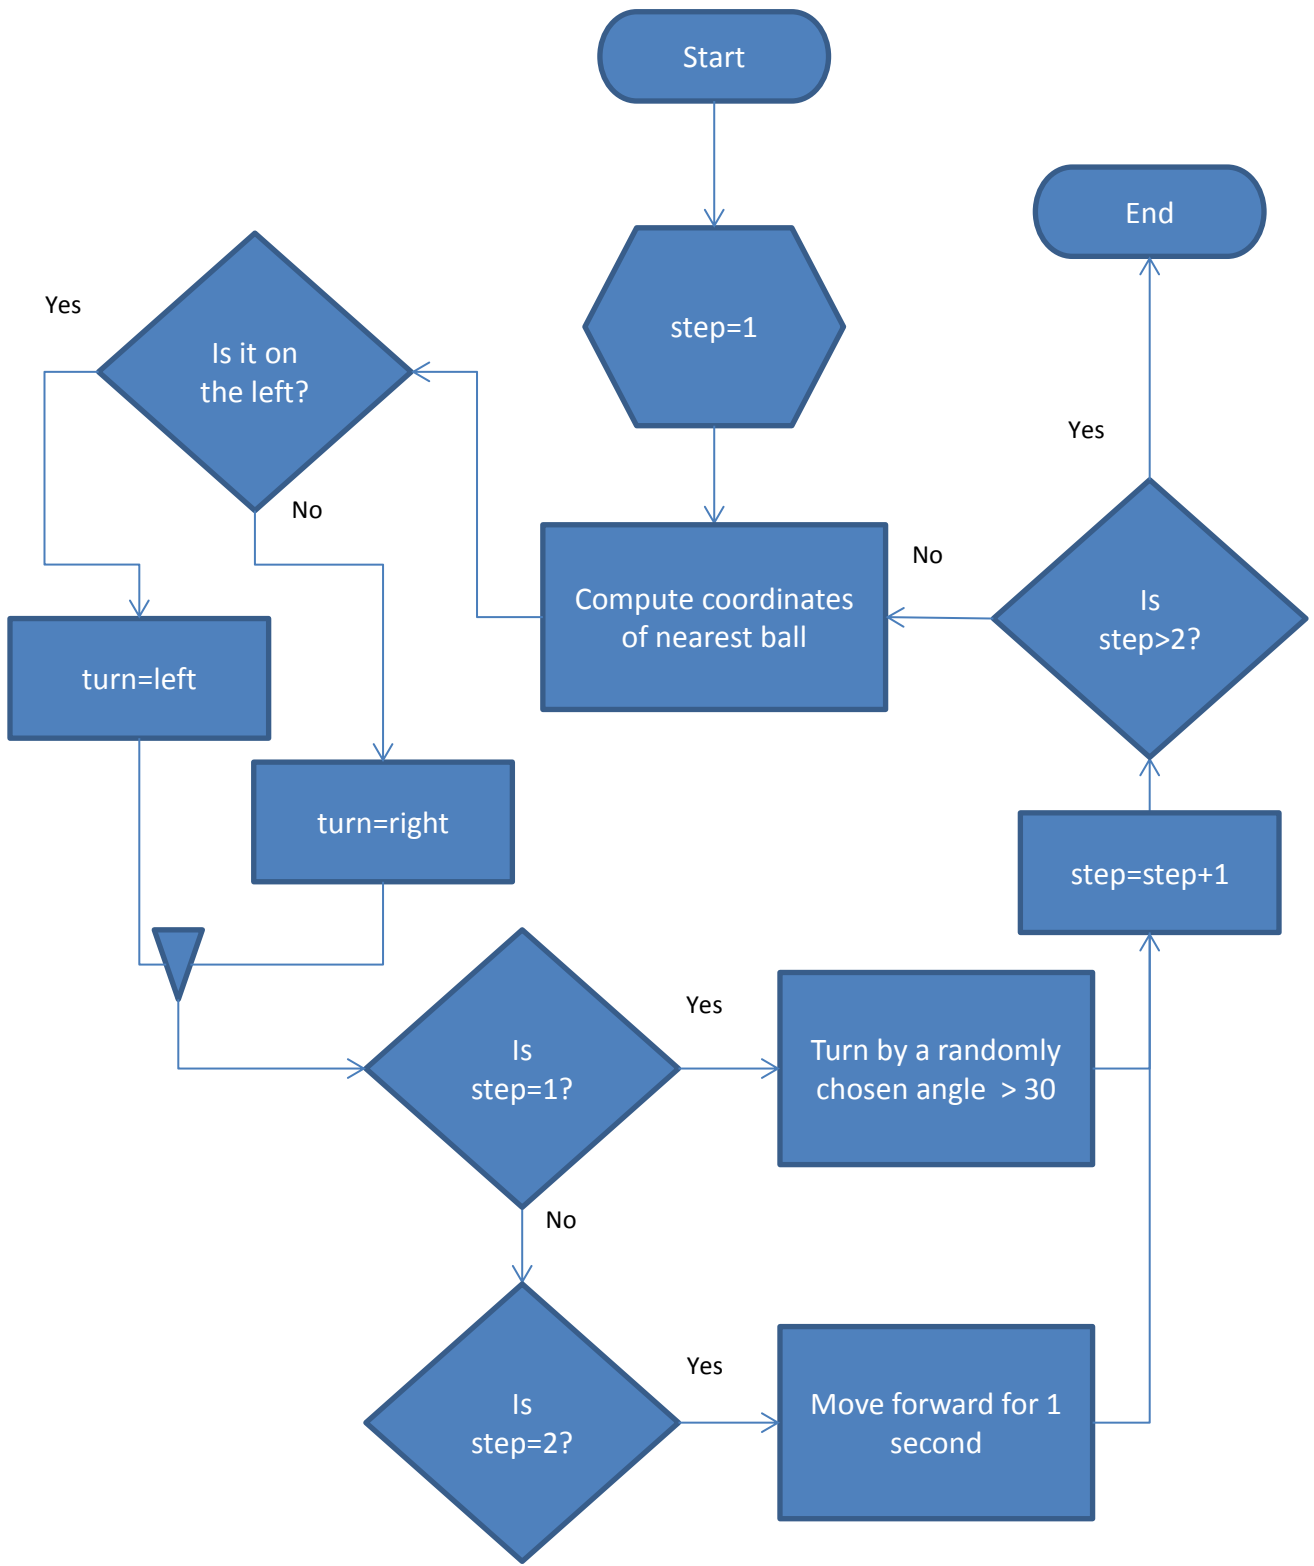 Start
End
step=1
Yes
Is it on
the left?
No
Yes
No
Compute coordinates
of nearest ball
Is
step>2?
turn=left
turn=right
step=step+1
Is
step=1?
Yes
Turn by a randomly
chosen angle  > 30
No
Is
step=2?
Yes
Move forward for 1
second